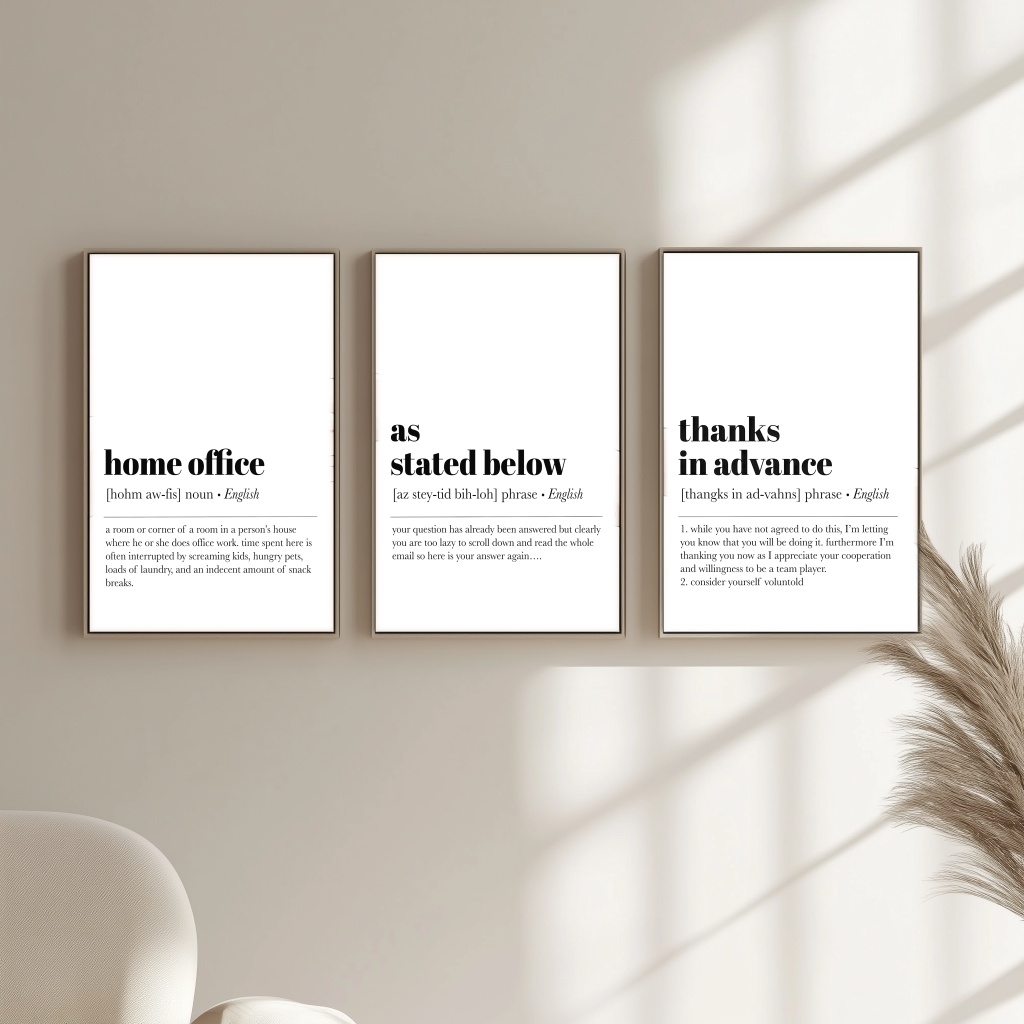 home office
[hohm aw-fis] noun • English
a room or corner of a room in a person's house
where he or she does office work. time spent here is
often interrupted by screaming kids, hungry pets,
loads of laundry, and an indecent amount of snack
breaks.
as
stated below
[az stey-tid bih-loh] phrase • English
your question has already been answered but clearly
you are too lazy to scroll down and read the whole
email so here is your answer again….
thanks
in advance
[thangks in ad-vahns] phrase • English
1. while you have not agreed to do this, I'm letting
you know that you will be doing it. furthermore I'm
thanking you now as I appreciate your cooperation
and willingness to be a team player.
2. consider yourself voluntold